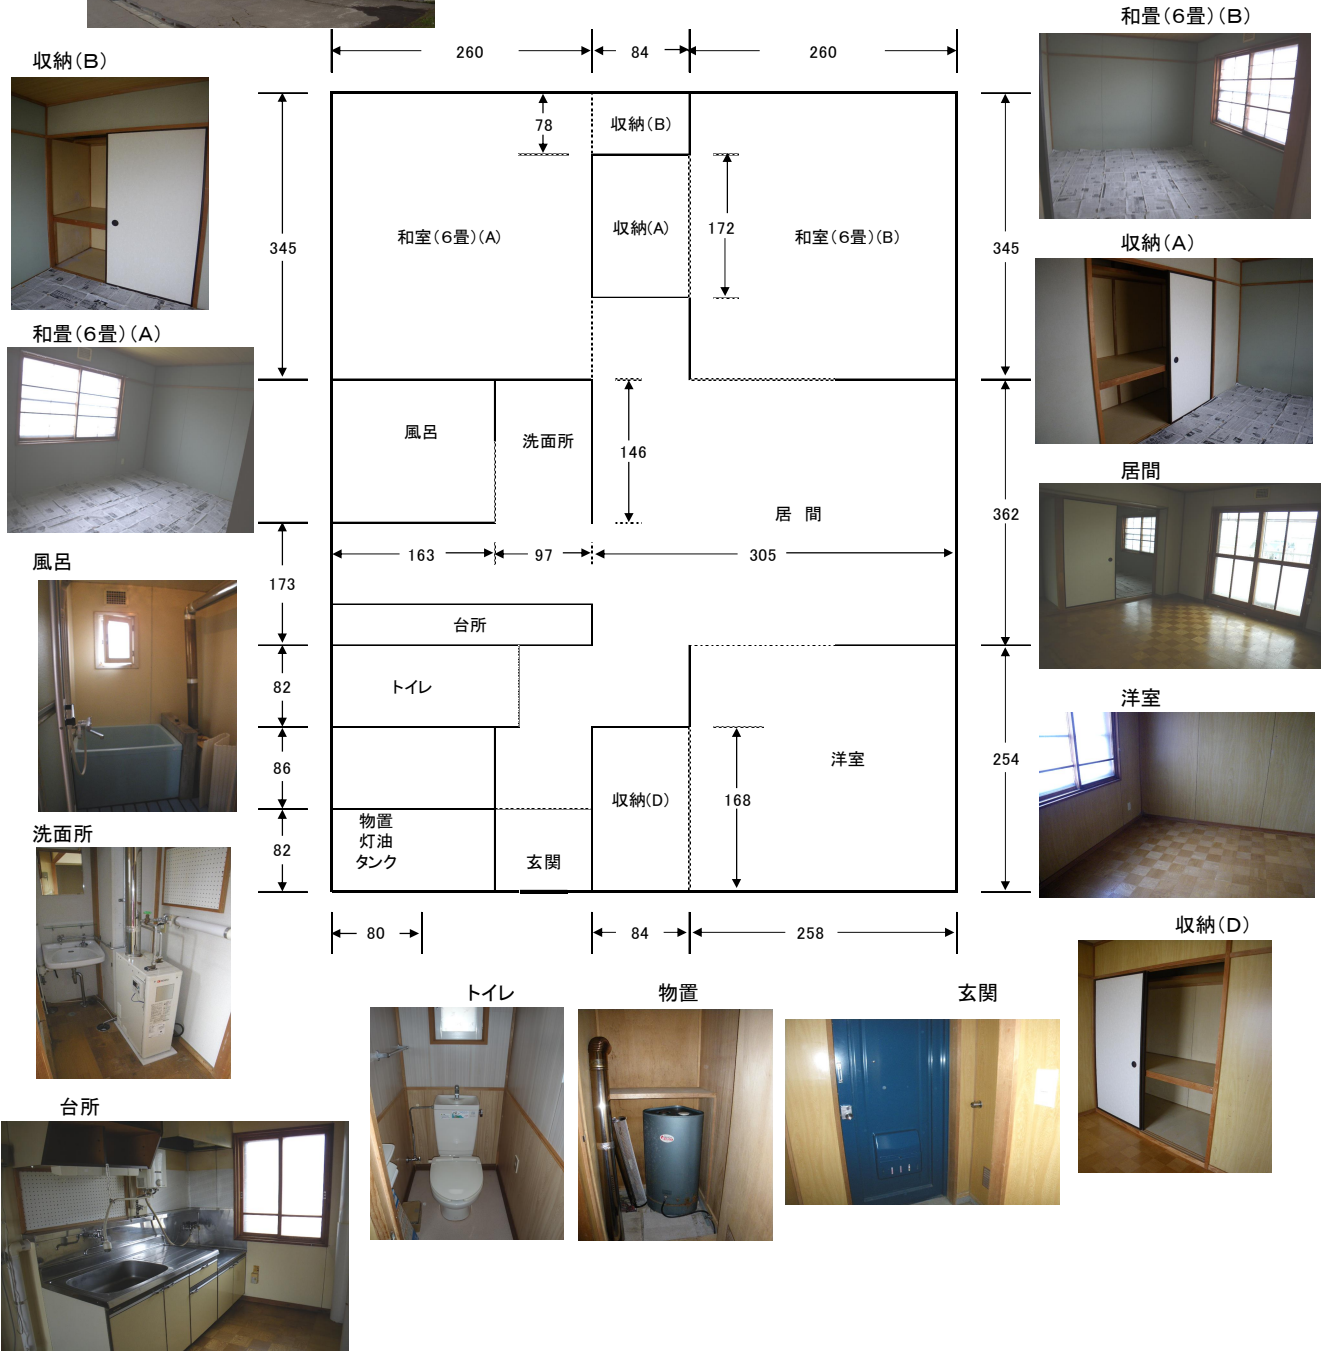 和畳(6畳)(B)
収納(B)
260
84
260
78
収納(B)
345
和室(6畳)(A)
収納(A)
172
和室(6畳)(B)
345
収納(A)
和畳(6畳)(A)
風呂
洗面所
146
居間
居 間
362
163
97
305
風呂
173
台所
82
トイレ
洋室
86
洋室
254
収納(D)
168
物置
灯油
タンク
82
玄関
洗面所
80
84
258
収納(D)
トイレ
物置
玄関
台所